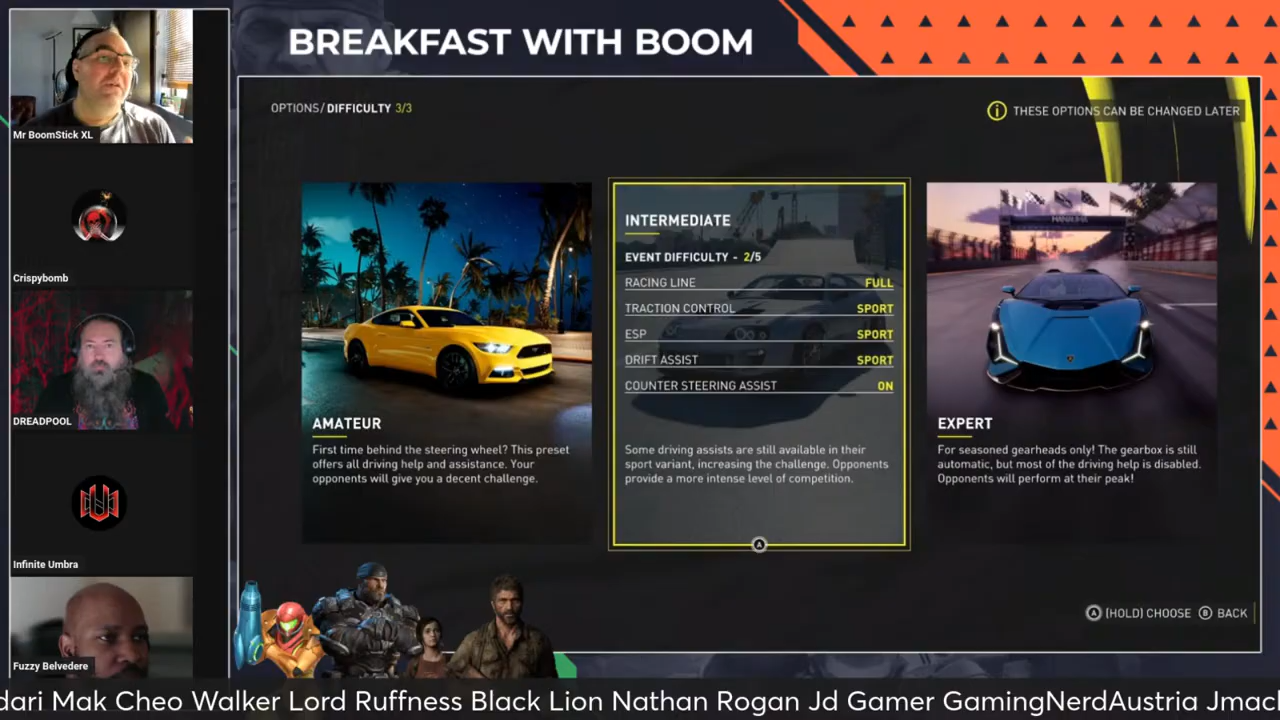 BREAKFAST WITH BOOM
OPTIONS/ DIFFICULTY 3/3
THESE OPTIONS CAN BE CHANGED LATER
Mr BoomStick XL
Crispybomb
DREADPOOL
Infinite Umbra
Fuzzy Belvedere
AMATEUR
First time behind the steering wheel? This preset
offers all driving help and assistance. Your
opponents will give you a decent challenge.
INTERMEDIATE
EVENT DIFFICULTY - 2/5
RACING LINE FULL
TRACTION CONTROL SPORT
ESP SPORT
DRIFT ASSIST SPORT
COUNTER STEERING ASSIST ON
Some driving assists are still available in their
sport variant, increasing the challenge. Opponents
provide a more intense level of competition.
A
EXPERT
For seasoned gearheads only! The gearbox is still
automatic, but most of the driving help is disabled.
Opponents will perform at their peak!
A (HOLD) CHOOSE B BACK
dari Mak Cheo Walker Lord Ruffness Black Lion Nathan Rogan Jd Gamer GamingNerdAustria Jmac